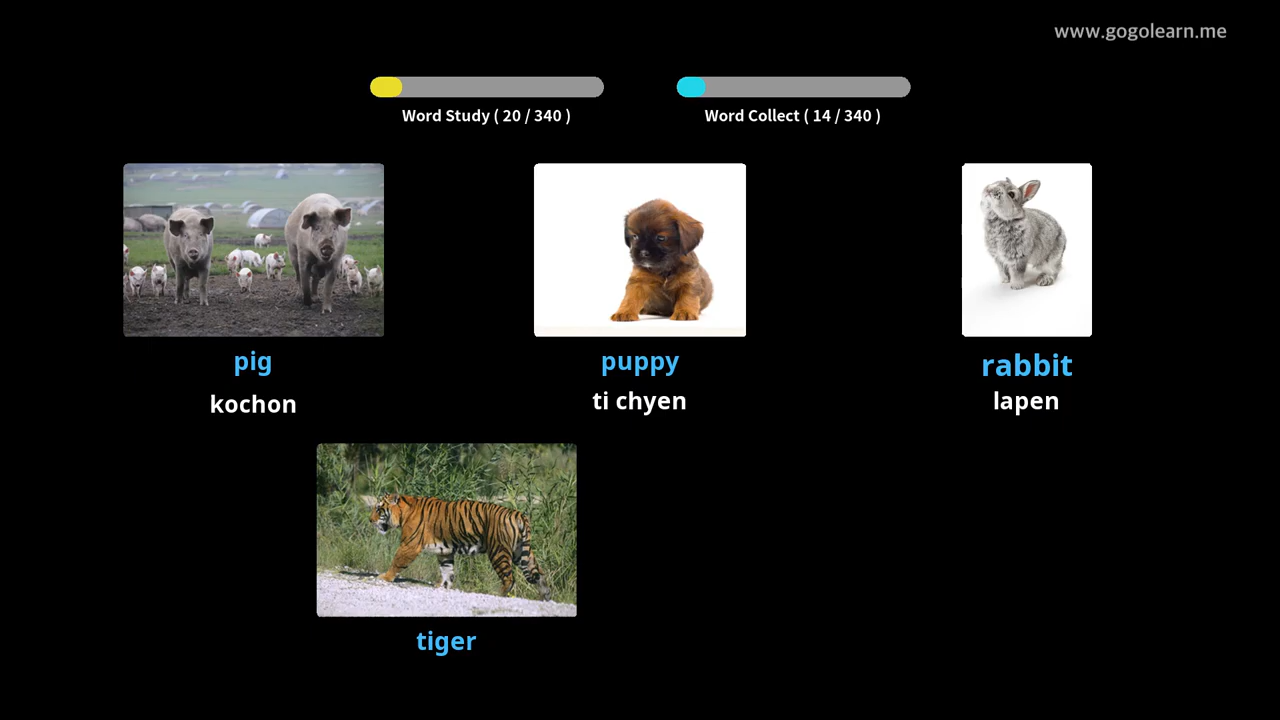 www.gogolearn.me
Word Study ( 20 / 340 )
Word Collect ( 14 / 340 )
pig
puppy
rabbit
kochon
ti chyen
lapen
tiger